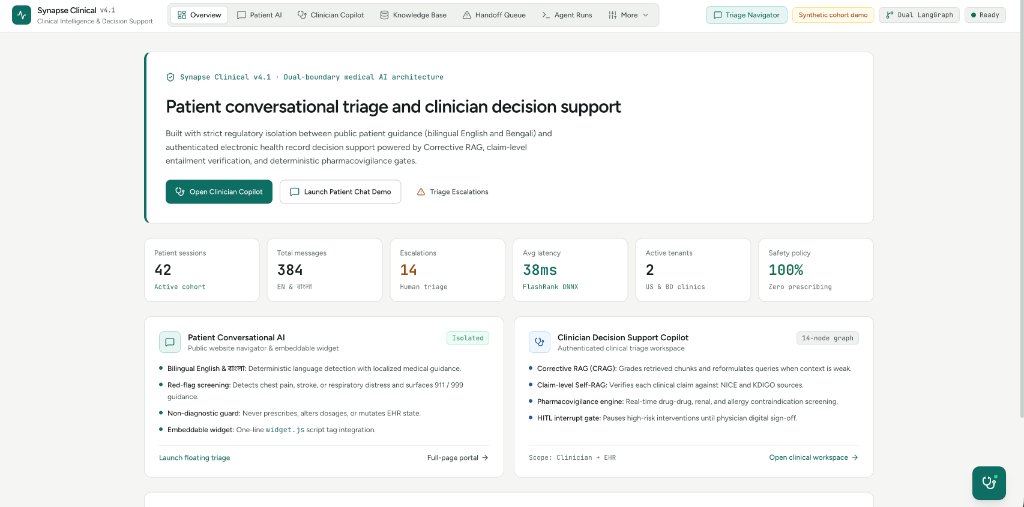 Synapse Clinical v4.1
Clinical Intelligence & Decision Support
Overview
Patient AI
Clinician Copilot
Knowledge Base
Handoff Queue
Agent Runs
More
Triage Navigator
Synthetic cohort demo
Dual LangGraph
Ready
Synapse Clinical v4.1 · Dual-boundary medical AI architecture
Patient conversational triage and clinician decision support
Built with strict regulatory isolation between public patient guidance (bilingual English and Bengali) and
authenticated electronic health record decision support powered by Corrective RAG, claim-level
entailment verification, and deterministic pharmacovigilance gates.
Open Clinician Copilot
Launch Patient Chat Demo
Triage Escalations
Patient sessions
42
Active cohort
Total messages
384
EN & বাংলা
Escalations
14
Human triage
Avg latency
38ms
FlashRank ONNX
Active tenants
2
US & BD clinics
Safety policy
100%
Zero prescribing
Patient Conversational AI
Public website navigator & embeddable widget
Isolated
Bilingual English & বাংলা: Deterministic language detection with localized medical guidance.
Red-flag screening: Detects chest pain, stroke, or respiratory distress and surfaces 911 / 999
guidance.
Non-diagnostic guard: Never prescribes, alters dosages, or mutates EHR state.
Embeddable widget: One-line widget.js script tag integration.
Launch floating triage
Full-page portal →
Clinician Decision Support Copilot
Authenticated clinical triage workspace
14-node graph
Corrective RAG (CRAG): Grades retrieved chunks and reformulates queries when context is weak.
Claim-level Self-RAG: Verifies each clinical claim against NICE and KDIGO sources.
Pharmacovigilance engine: Real-time drug-drug, renal, and allergy contraindication screening.
HITL interrupt gate: Pauses high-risk interventions until physician digital sign-off.
Scope: Clinician + EHR
Open clinical workspace →